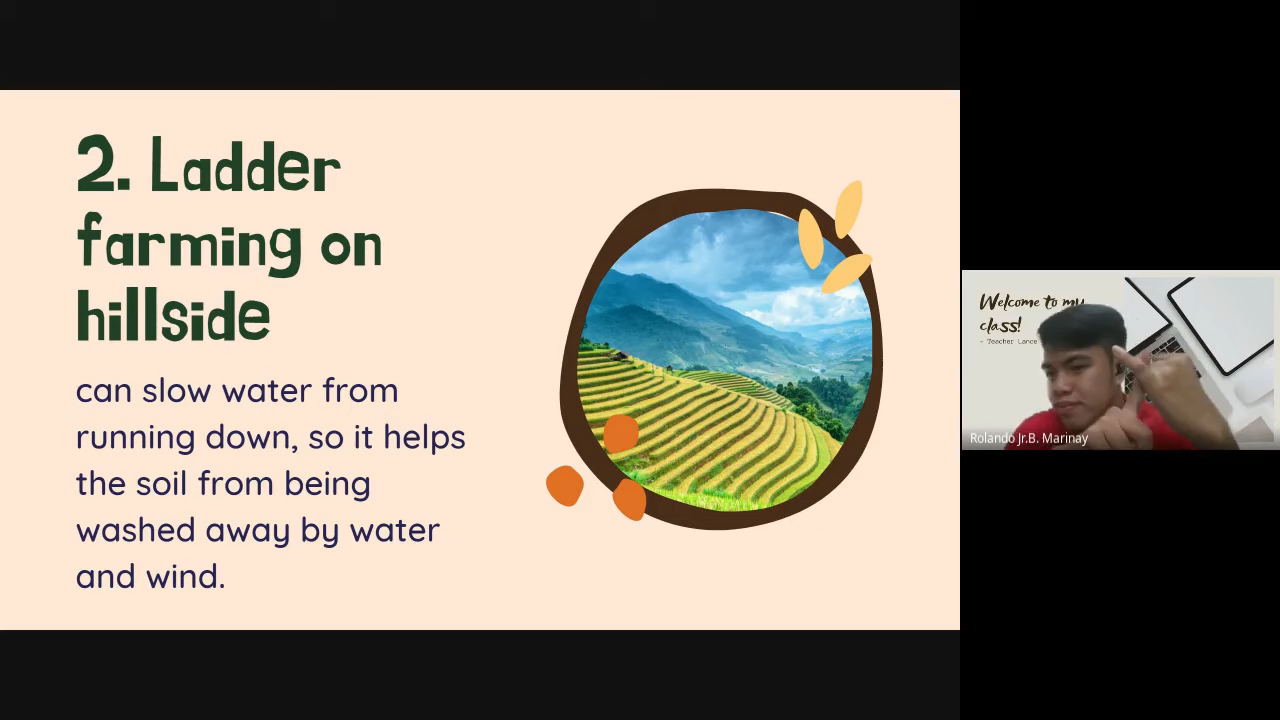 2. Ladder
farming on
hillside
can slow water from
running down, so it helps
the soil from being
washed away by water
and wind.
Welcome to my
class!
- Teacher Lance
Rolando Jr.B. Marinay